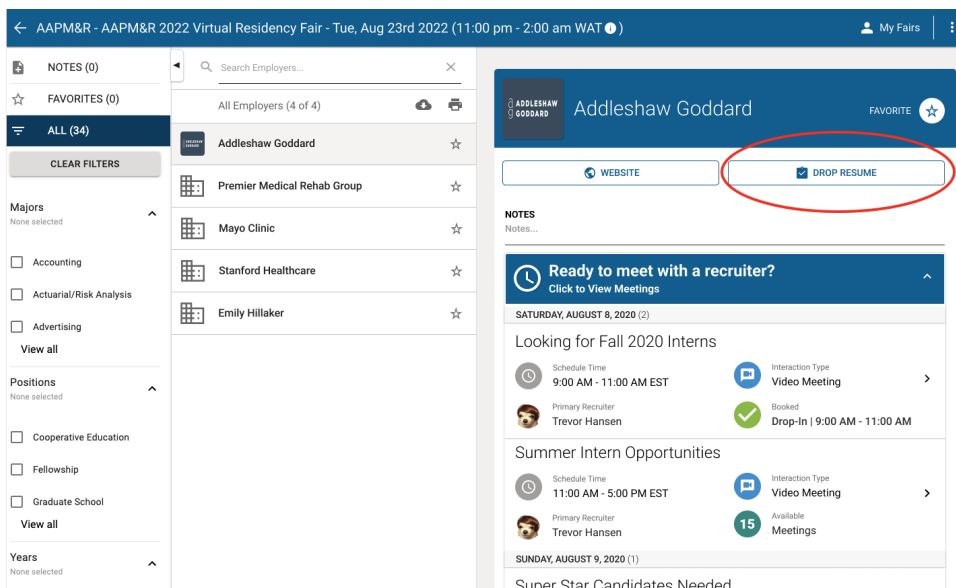 AAPM&R - AAPM&R 2022 Virtual Residency Fair - Tue, Aug 23rd 2022 (11:00 pm - 2:00 am WAT i)
My Fairs
NOTES (0)
FAVORITES (0)
ALL (34)
CLEAR FILTERS
Majors
None selected
Accounting
Actuarial/Risk Analysis
Advertising
View all
Positions
None selected
Cooperative Education
Fellowship
Graduate School
View all
Years
None selected
Search Employers...
All Employers (4 of 4)
Addleshaw Goddard
Premier Medical Rehab Group
Mayo Clinic
Stanford Healthcare
Emily Hillaker
ADDLESHAW
GODDARD
Addleshaw Goddard
FAVORITE
WEBSITE
DROP RESUME
NOTES
Notes...
Ready to meet with a recruiter?
Click to View Meetings
SATURDAY, AUGUST 8, 2020 (2)
Looking for Fall 2020 Interns
Schedule Time
9:00 AM - 11:00 AM EST
Interaction Type
Video Meeting
Primary Recruiter
Trevor Hansen
Booked
Drop-In | 9:00 AM - 11:00 AM
Summer Intern Opportunities
Schedule Time
11:00 AM - 5:00 PM EST
Interaction Type
Video Meeting
Primary Recruiter
Trevor Hansen
15
Available
Meetings
SUNDAY, AUGUST 9, 2020 (1)
Super Star Candidates Needed